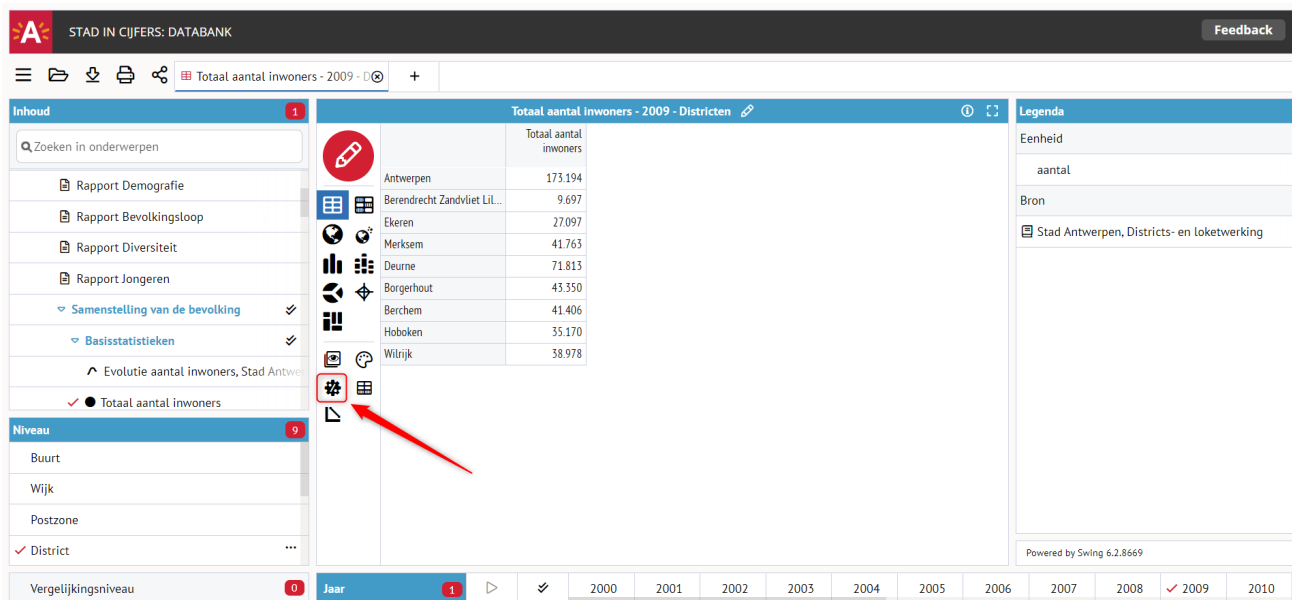 A
STAD IN CIJFERS: DATABANK
Feedback
Totaal aantal inwoners - 2009 - D
+
Inhoud
1
Zoeken in onderwerpen
Rapport Demografie
Rapport Bevolkingsloop
Rapport Diversiteit
Rapport Jongeren
Samenstelling van de bevolking
Basisstatistieken
Evolutie aantal inwoners, Stad Antwe
Totaal aantal inwoners
Niveau
9
Buurt
Wijk
Postzone
District
...
Vergelijkingsniveau
0
Totaal aantal inwoners - 2009 - Districten
Totaal aantal
inwoners
Antwerpen 173.194
Berendrecht Zandvliet Lil... 9.697
Ekeren 27.097
Merksem 41.763
Deurne 71.813
Borgerhout 43.350
Berchem 41.406
Hoboken 35.170
Wilrijk 38.978
Legenda
Eenheid
aantal
Bron
Stad Antwerpen, Districts- en loketwerking
Powered by Swing 6.2.8669
Jaar 1 2000 2001 2002 2003 2004 2005 2006 2007 2008 2009 2010